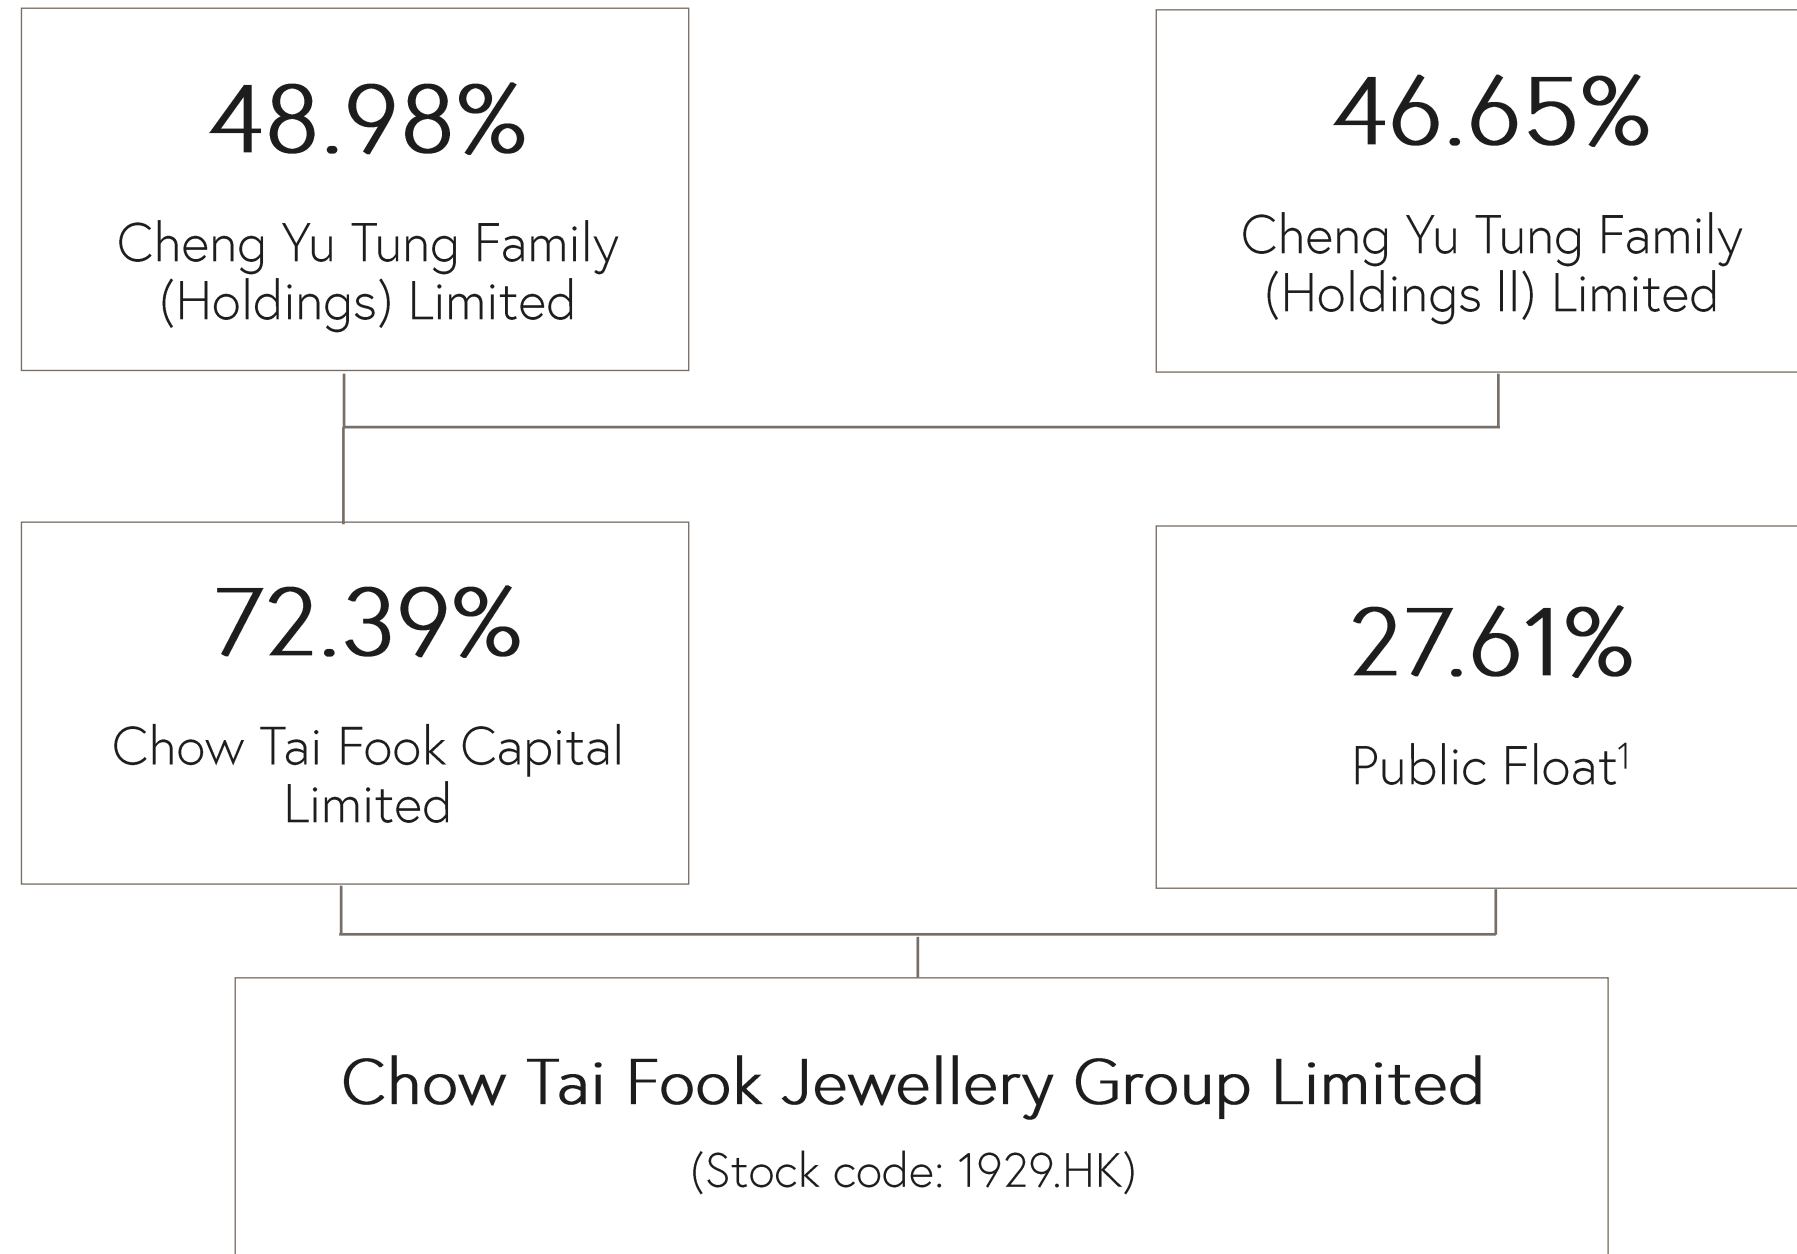 48.98%
Cheng Yu Tung Family
(Holdings) Limited
46.65%
Cheng Yu Tung Family
(Holdings II) Limited
72.39%
Chow Tai Fook Capital
Limited
27.61%
Public Float¹
Chow Tai Fook Jewellery Group Limited
(Stock code: 1929.HK)